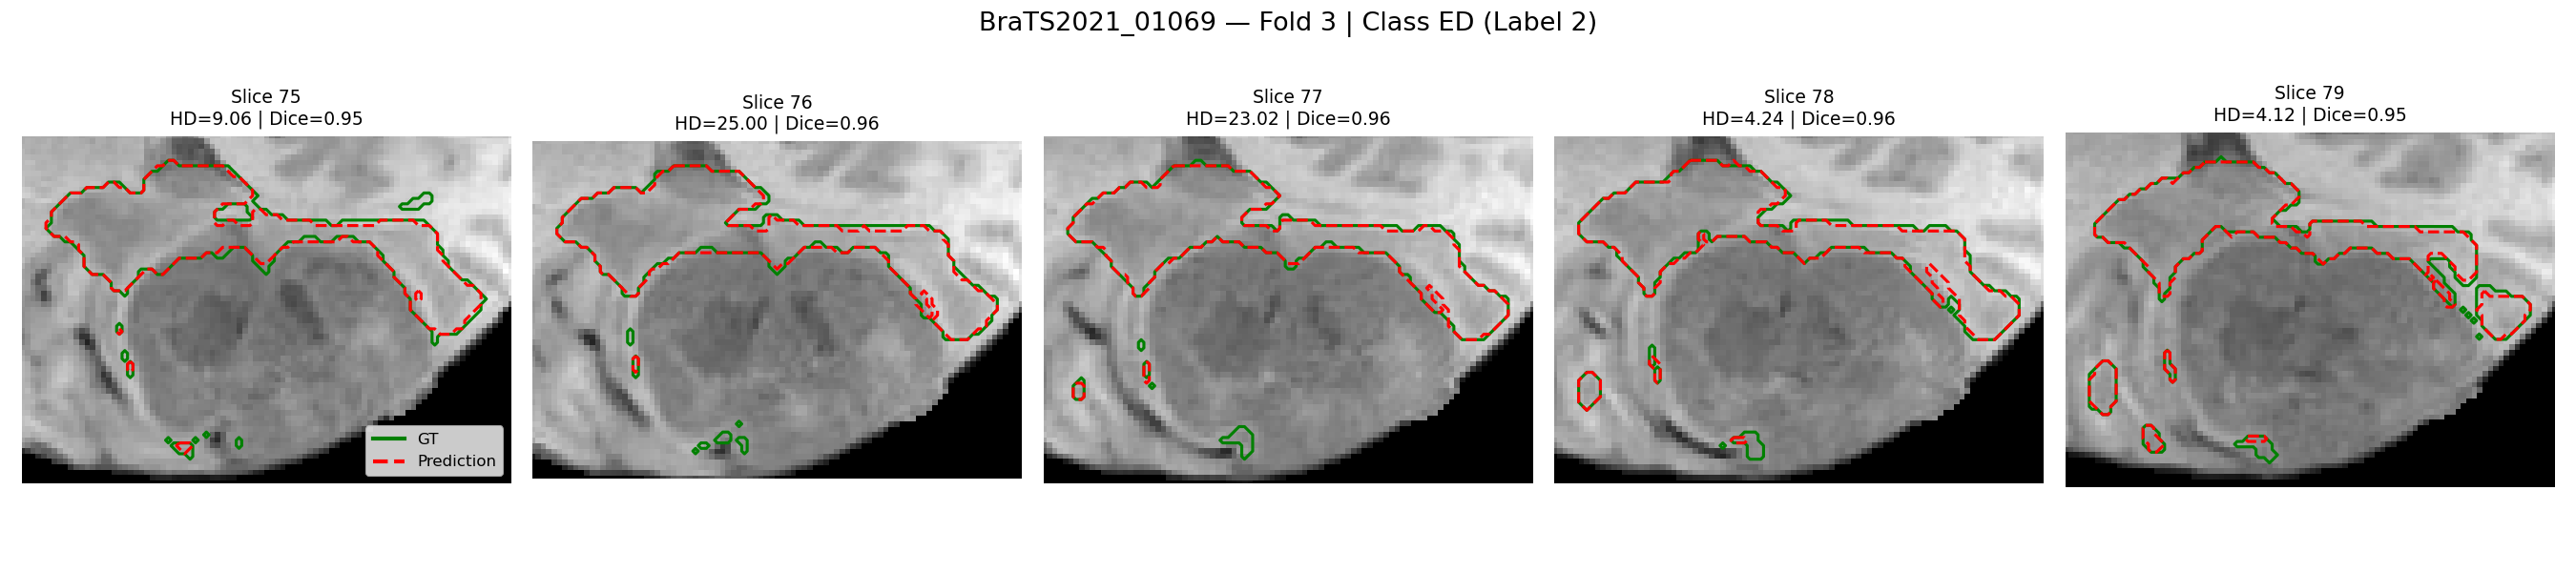 BraTS2021_01069 — Fold 3 | Class ED (Label 2)
Slice 75
HD=9.06 | Dice=0.95
Slice 76
HD=25.00 | Dice=0.96
Slice 77
HD=23.02 | Dice=0.96
Slice 78
HD=4.24 | Dice=0.96
Slice 79
HD=4.12 | Dice=0.95
GT
Prediction